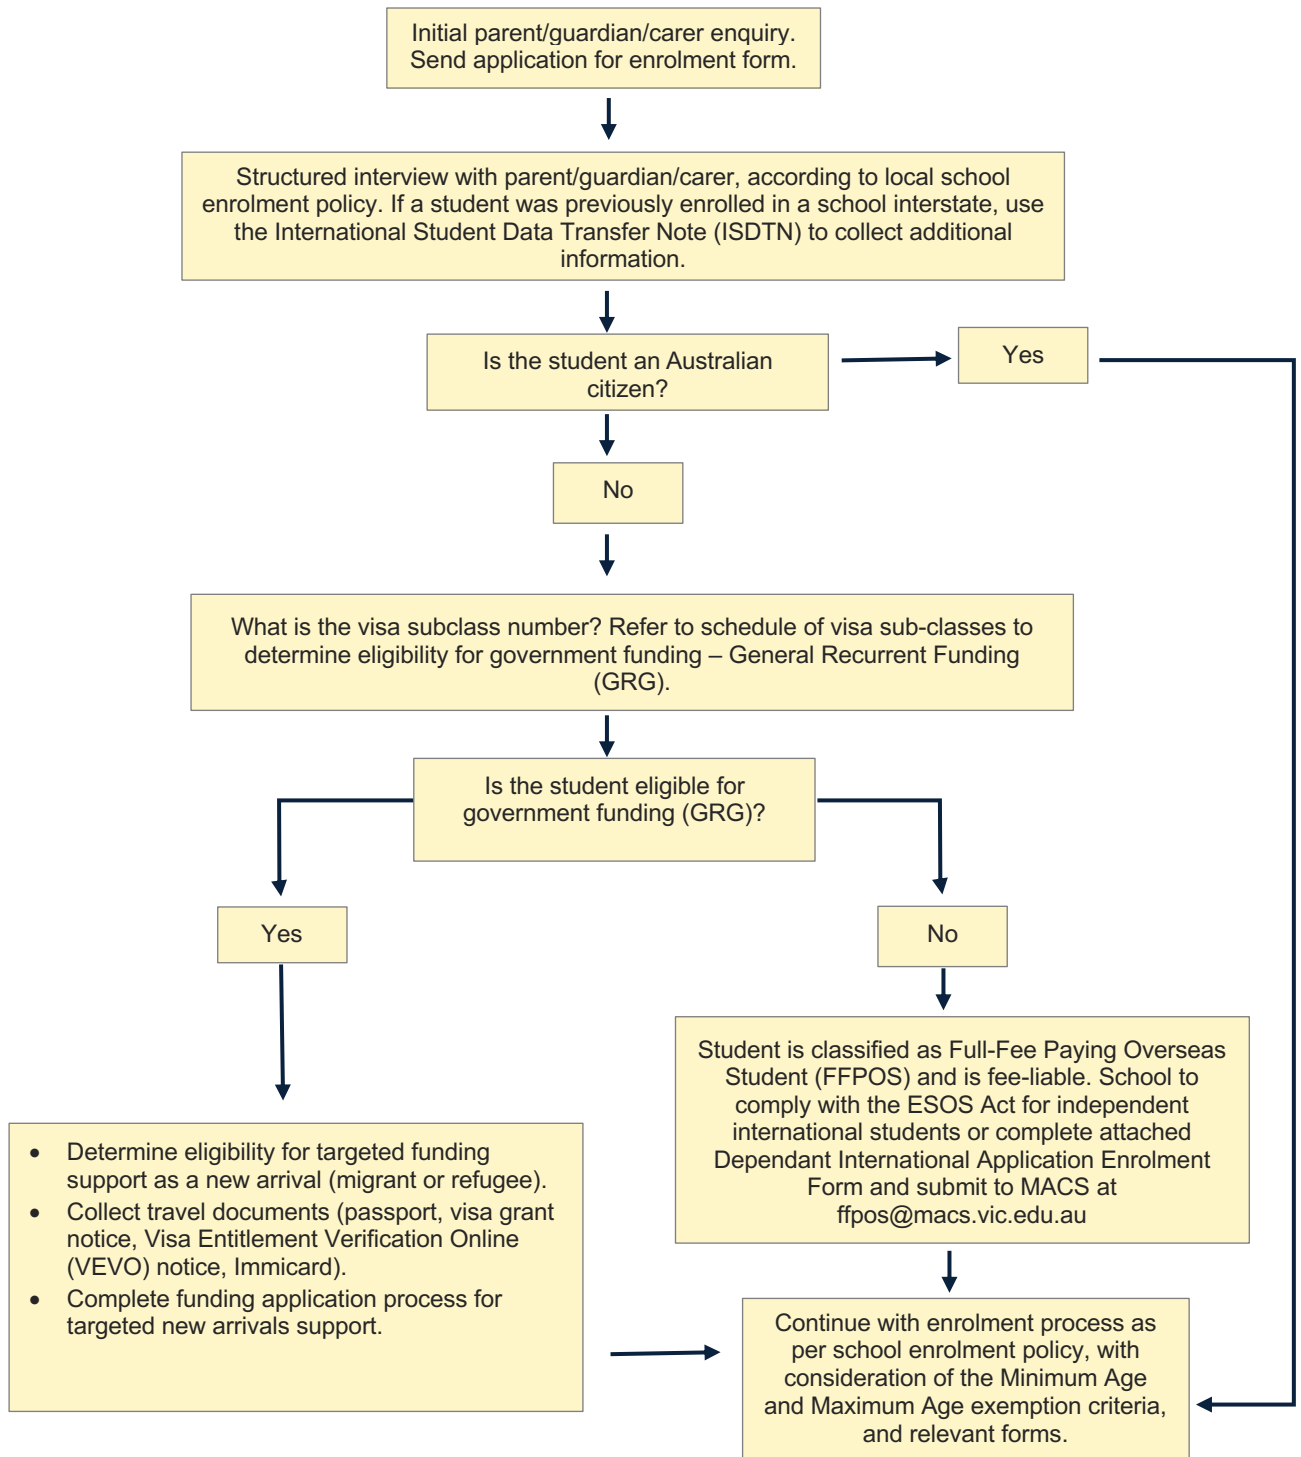 Initial parent/guardian/carer enquiry.
Send application for enrolment form.
Structured interview with parent/guardian/carer, according to local school
enrolment policy. If a student was previously enrolled in a school interstate, use
the International Student Data Transfer Note (ISDTN) to collect additional
information.
Is the student an Australian
citizen?
Yes
No
What is the visa subclass number? Refer to schedule of visa sub-classes to
determine eligibility for government funding – General Recurrent Funding
(GRG).
Is the student eligible for
government funding (GRG)?
Yes
No
Student is classified as Full-Fee Paying Overseas
Student (FFPOS) and is fee-liable. School to
comply with the ESOS Act for independent
international students or complete attached
Dependant International Application Enrolment
Form and submit to MACS at
ffpos@macs.vic.edu.au
• Determine eligibility for targeted funding
support as a new arrival (migrant or refugee).
• Collect travel documents (passport, visa grant
notice, Visa Entitlement Verification Online
(VEVO) notice, Immicard).
• Complete funding application process for
targeted new arrivals support.
Continue with enrolment process as
per school enrolment policy, with
consideration of the Minimum Age
and Maximum Age exemption criteria,
and relevant forms.